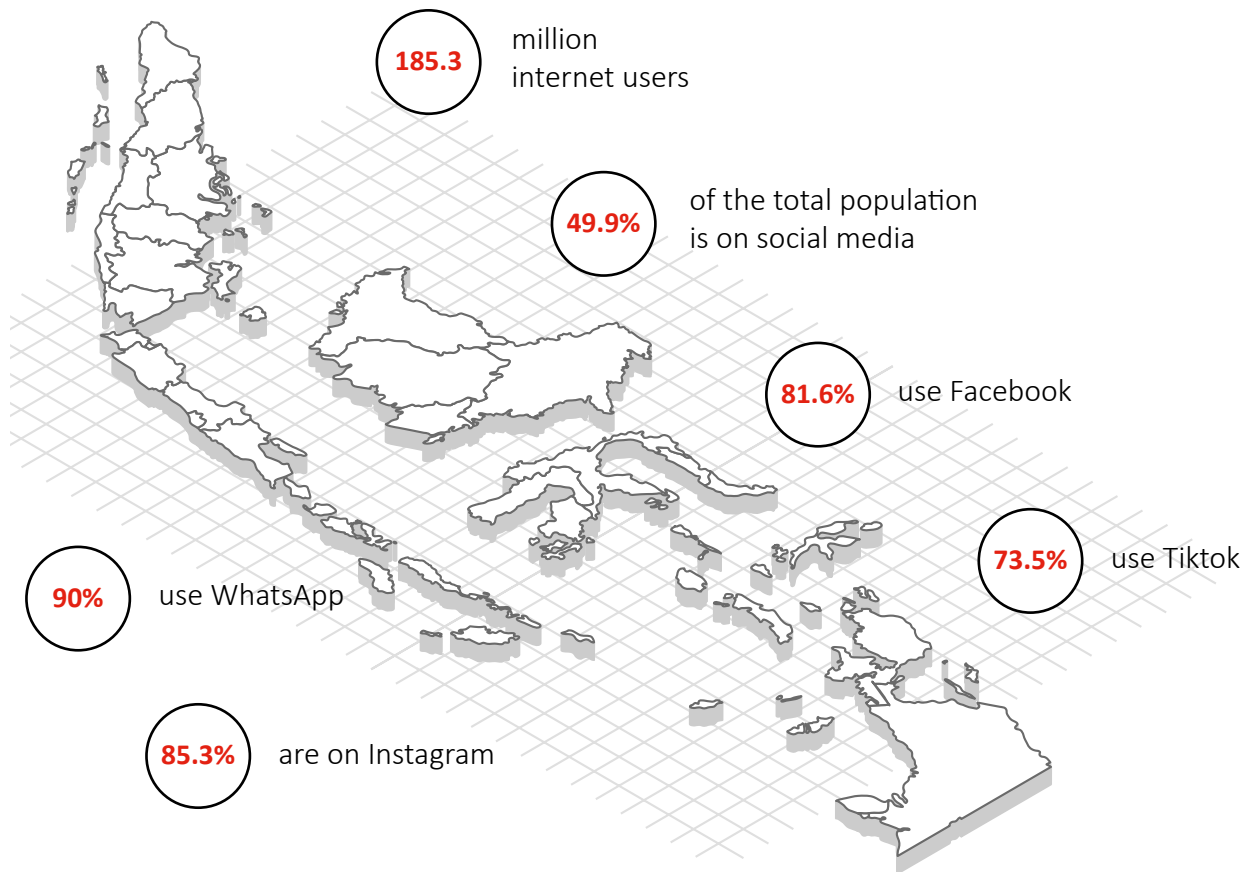 185.3
million
internet users
49.9%
of the total population
is on social media
81.6%
use Facebook
73.5%
use Tiktok
90%
use WhatsApp
85.3%
are on Instagram